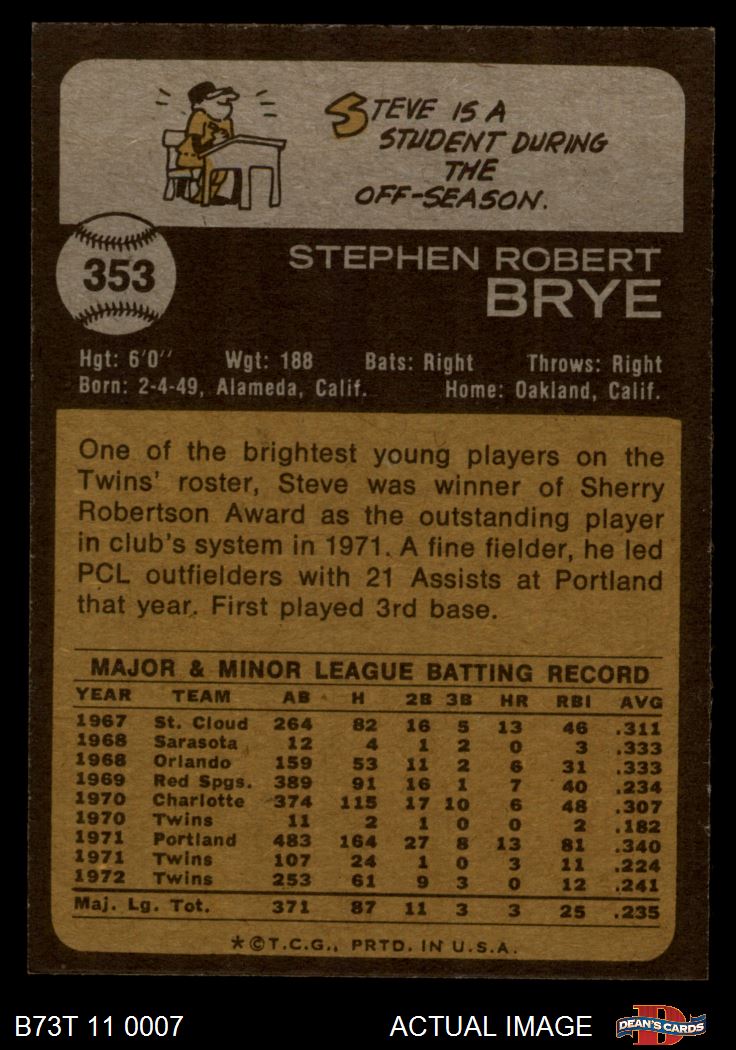 STEVE IS A
STUDENT DURING
THE
OFF-SEASON.
353
STEPHEN ROBERT
BRYE
Hgt: 6'0" Wgt: 188 Bats: Right Throws: Right
Born: 2-4-49, Alameda, Calif. Home: Oakland, Calif.
One of the brightest young players on the
Twins' roster, Steve was winner of Sherry
Robertson Award as the outstanding player
in club's system in 1971. A fine fielder, he led
PCL outfielders with 21 Assists at Portland
that year. First played 3rd base.
MAJOR & MINOR LEAGUE BATTING RECORD
YEAR TEAM AB H 2B 3B HR RBI AVG
1967 St. Cloud 264 82 16 5 13 46 .311
1968 Sarasota 12 4 1 2 0 3 .333
1968 Orlando 159 53 11 2 6 31 .333
1969 Red Spgs. 389 91 16 1 7 40 .234
1970 Charlotte 374 115 17 10 6 48 .307
1970 Twins 11 2 1 0 0 2 .182
1971 Portland 483 164 27 8 13 81 .340
1971 Twins 107 24 1 0 3 11 .224
1972 Twins 253 61 9 3 0 12 .241
Maj. Lg. Tot. 371 87 11 3 3 25 .235
*©T.C.G., PRTD. IN U.S.A.
B73T 11 0007 ACTUAL IMAGE D DEAN'S CARDS